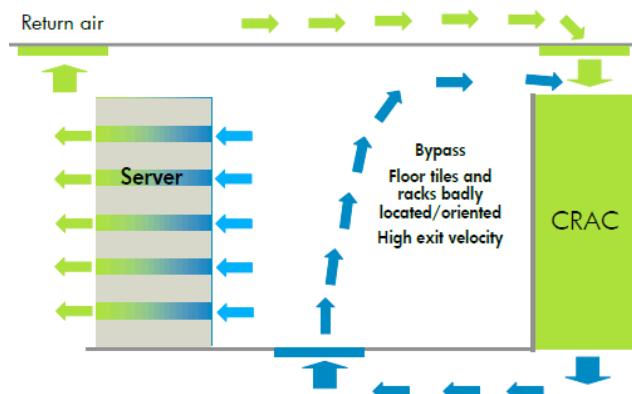 Return air
Bypass
Floor tiles and
racks badly
located/oriented
High exit velocity
Server
CRAC